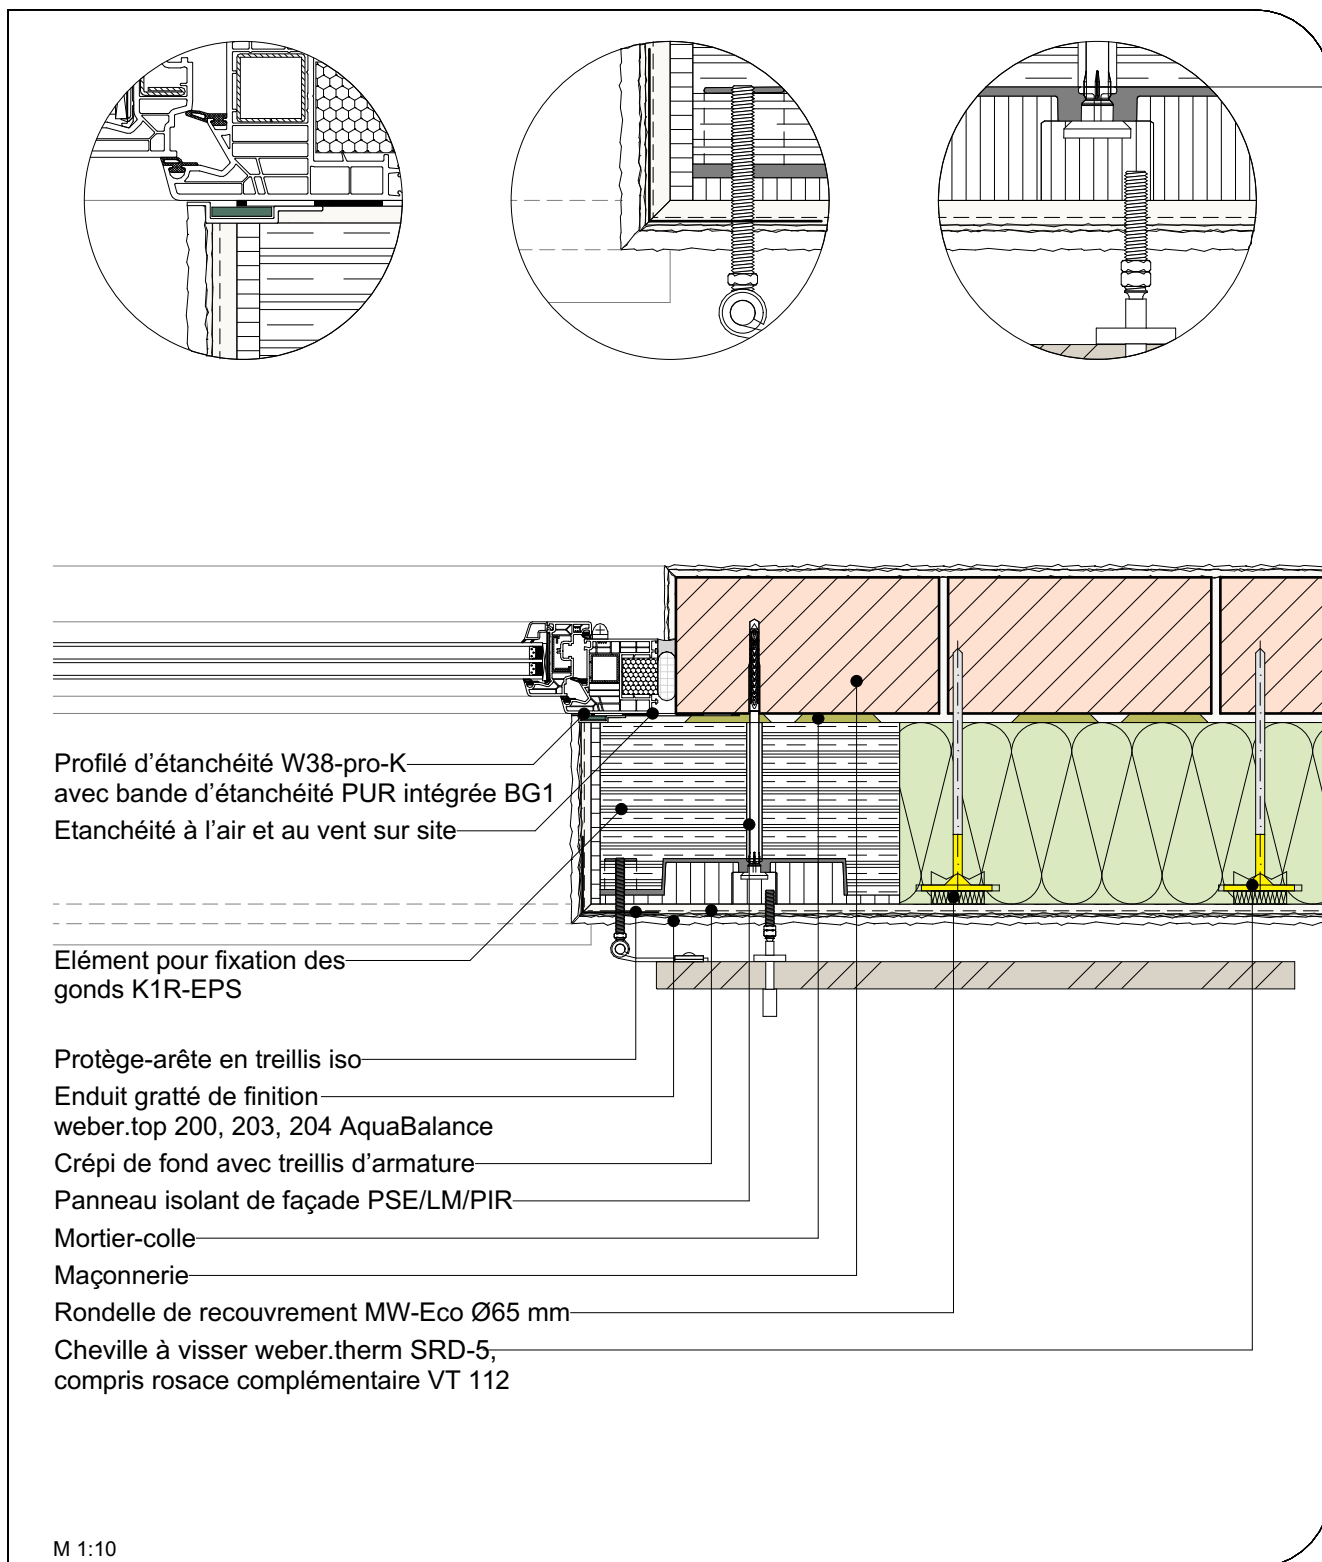 Profilé d’étanchéité W38-pro-K
avec bande d’étanchéité PUR intégrée BG1
Etanchéité à l’air et au vent sur site
Elément pour fixation des
gonds K1R-EPS
Protège-arête en treillis iso
Enduit gratté de finition
weber.top 200, 203, 204 AquaBalance
Crépi de fond avec treillis d’armature
Panneau isolant de façade PSE/LM/PIR
Mortier-colle
Maçonnerie
Rondelle de recouvrement MW-Eco Ø65 mm
Cheville à visser weber.therm SRD-5,
compris rosace complémentaire VT 112
M 1:10